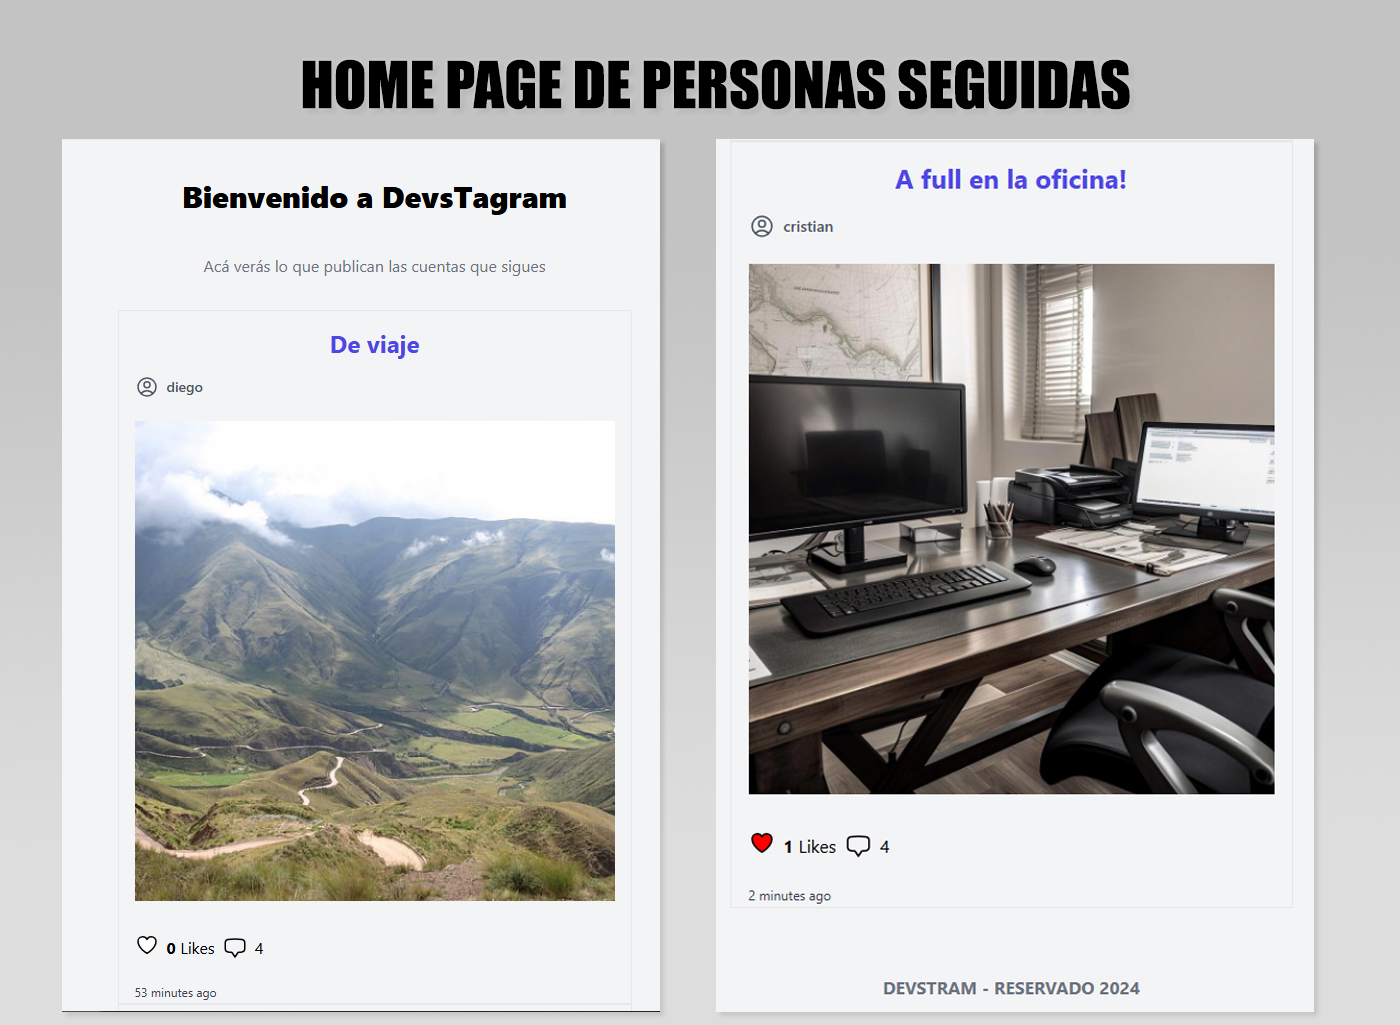 HOME PAGE DE PERSONAS SEGUIDAS
Bienvenido a DevsTagram
Acá verás lo que publican las cuentas que sigues
De viaje
diego
0 Likes 4
53 minutes ago
A full en la oficina!
cristian
1 Likes 4
2 minutes ago
DEVSTRAM - RESERVADO 2024